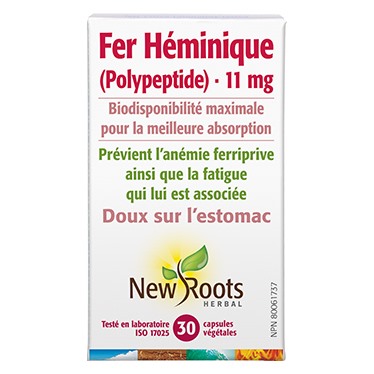 Fer Héminique
(Polypeptide) · 11 mg
Biodisponibilité maximale
pour la meilleure absorption
Prévient l'anémie ferriprive
ainsi que la fatigue
qui lui est associée
Doux sur l'estomac
New Roots
HERBAL
Testé en laboratoire
ISO 17025
30 capsules
végétales
NPN 80061737